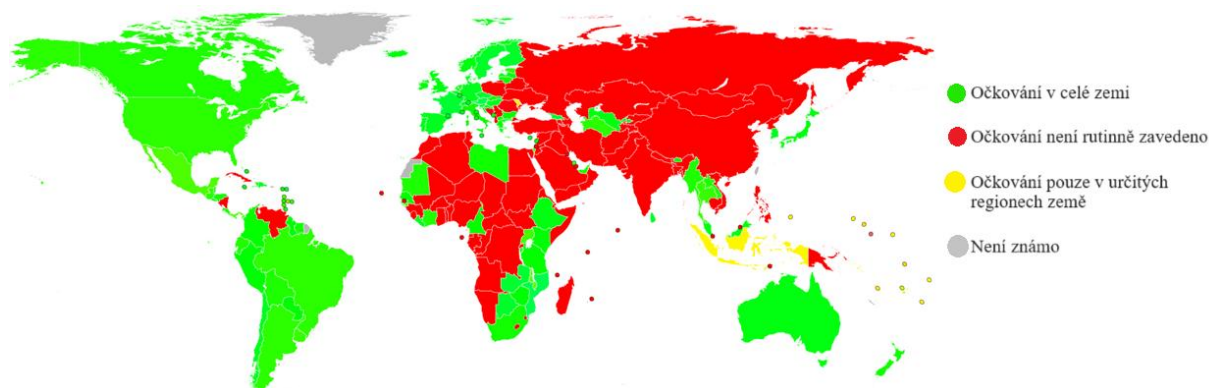 Očkování v celé zemi
Očkování není rutinně zavedeno
Očkování pouze v určitých
regionech země
Není známo